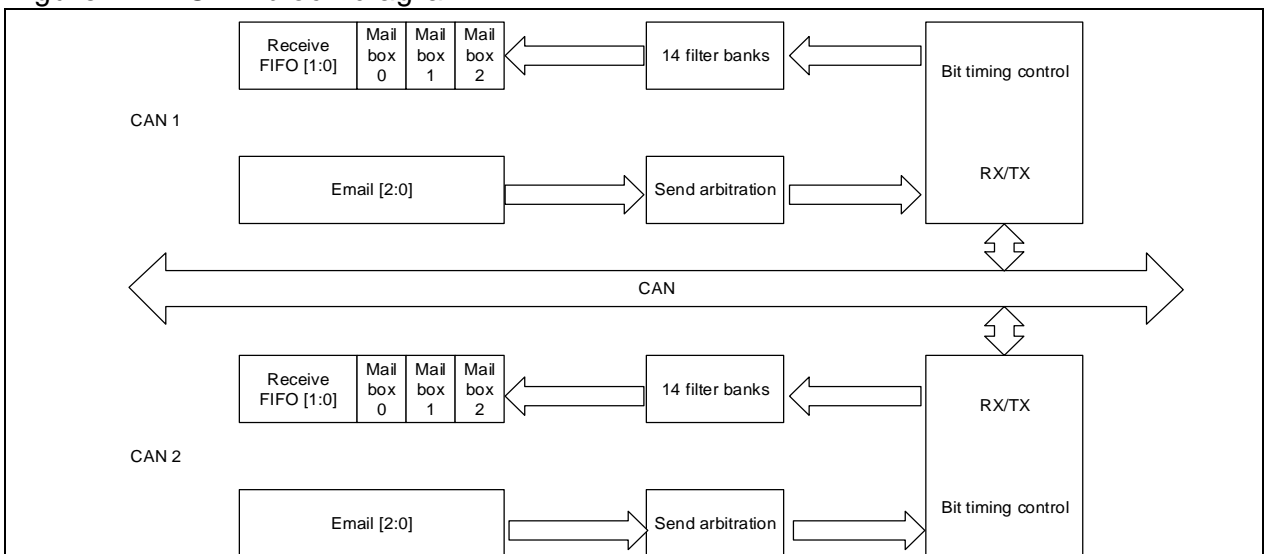 Receive FIFO [1:0]
Mail box 0
Mail box 1
Mail box 2
14 filter banks
Bit timing control
CAN 1
Email [2:0]
Send arbitration
RX/TX
CAN
Receive FIFO [1:0]
Mail box 0
Mail box 1
Mail box 2
14 filter banks
RX/TX
CAN 2
Email [2:0]
Send arbitration
Bit timing control